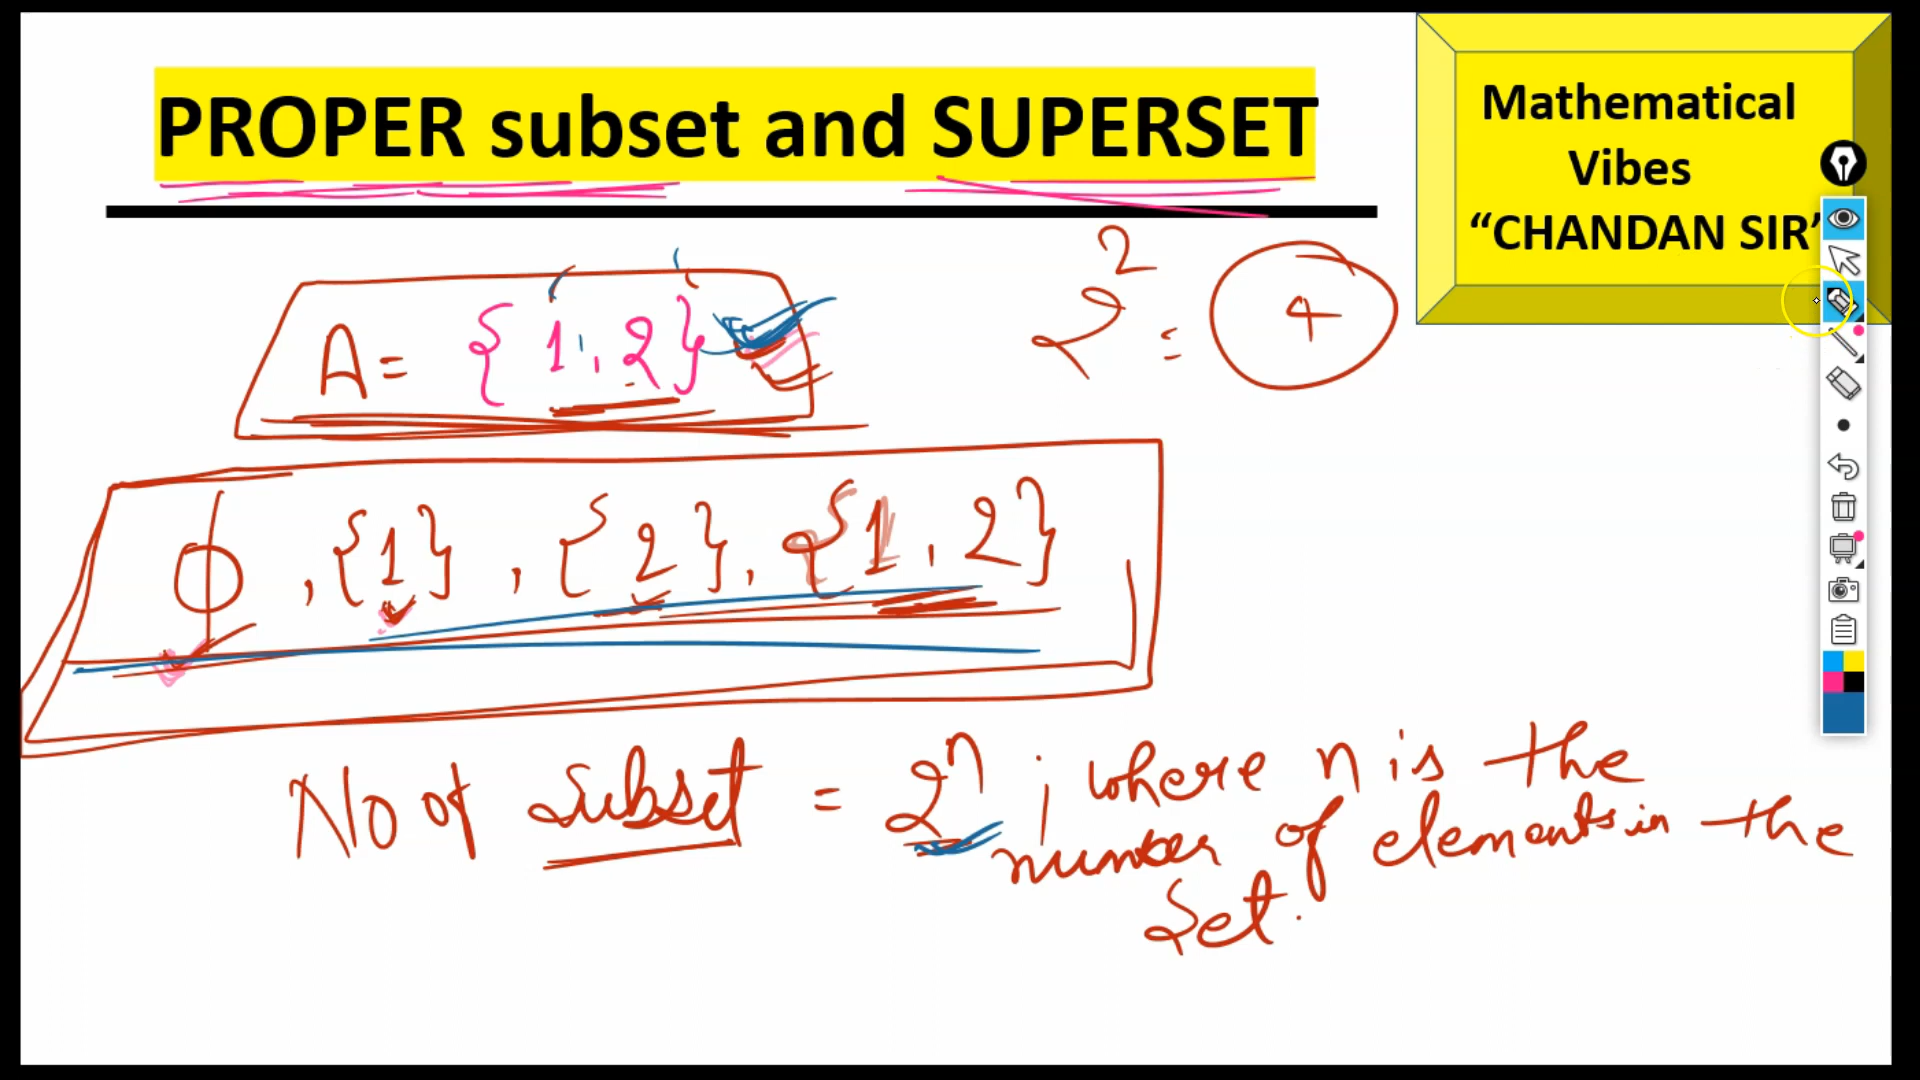 PROPER subset and SUPERSET
Mathematical
Vibes
“CHANDAN SIR”
A = { 1, 2 }
2² = 4
ϕ , {1} , {2} , {1, 2}
No of subset = 2ⁿ ; where n is the
number of elements in the
set.